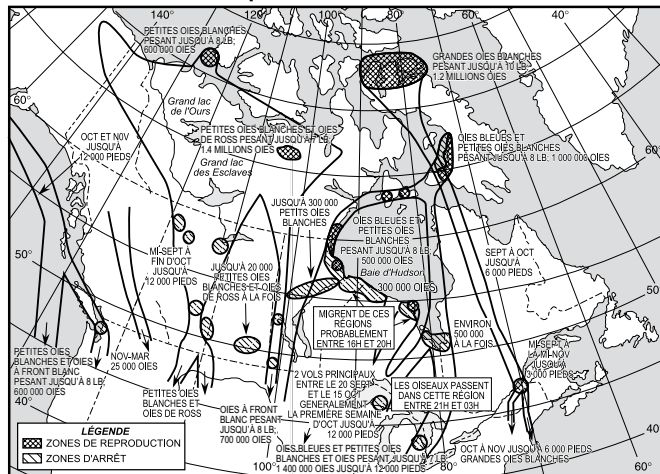 140°
120°
100°
80°
70°
60°
PETITES OIES BLANCHES
PESANT JUSQU'À 8 LB;
600 000 OIES
GRANDES OIES BLANCHES
PESANT JUSQU'À 10 LB
1.2 MILLIONS OIES
60°
Grand lac
de l'Ours
OCT ET NOV
JUSQU'À
12 000 PIEDS
PETITES OIES BLANCHES ET OIES
DE ROSS PESANT JUSQU'À 7 LB;
1.4 MILLIONS OIES
Grand lac
des Esclaves
OIES BLEUES ET
PETITES OIES BLANCHES
PESANT JUSQU'À 8 LB; 1 000 000 OIES
60°
JUSQU'À 300 000
PETITS OIES
BLANCHES
OIES BLEUES ET
PETITES OIES
BLANCHES
PESANT JUSQU'À 8 LB;
500 000 OIES
Baie d'Hudson
50°
MI-SEPT À
FIN D'OCT
JUSQU'À
12 000 PIEDS
JUSQU'À 20 000
PETITES OIES
BLANCHES ET OIES
DE ROSS À LA FOIS
SEPT À OCT
JUSQU'À
6 000 PIEDS
300 000 OIES
50°
MIGRENT DE CES
RÉGIONS
PROBABLEMENT
ENTRE 16H ET 20H
ENVIRON
500 000
À LA FOIS
PETITES OIES
BLANCHES ET OIES
À FRONT BLANC
PESANT JUSQU'À 8 LB;
600 000 OIES
NOV-MAR
25 000 OIES
MI-SEPT À
LA MI-NOV
JUSQU'À
3 000 PIEDS
PETITES OIES
BLANCHES ET
OIES DE ROSS
2 VOLS PRINCIPAUX
ENTRE LE 20 SEPT
ET LE 15 OCT
GENERALEMENT
LA PREMIÈRE SEMAINE
D'OCT JUSQU'À
12 000 PIEDS
LES OISEAUX PASSENT
DANS CETTE RÉGION
ENTRE 21H ET 03H
40°
OIES À FRONT
BLANC PESANT
JUSQU'À 8 LB;
700 000 OIES
40°
LÉGENDE
ZONES DE REPRODUCTION
ZONES D'ARRÊT
OIES BLEUES ET PETITES OIES
BLANCHES ET OIES PESANT JUSQU'À 7 LB;
1 400 000 OIES JUSQU'À 12 000 PIEDS
OCT À NOV JUSQU'À 6 000 PIEDS
GRANDES OIES BLANCHES
100°
80°
60°